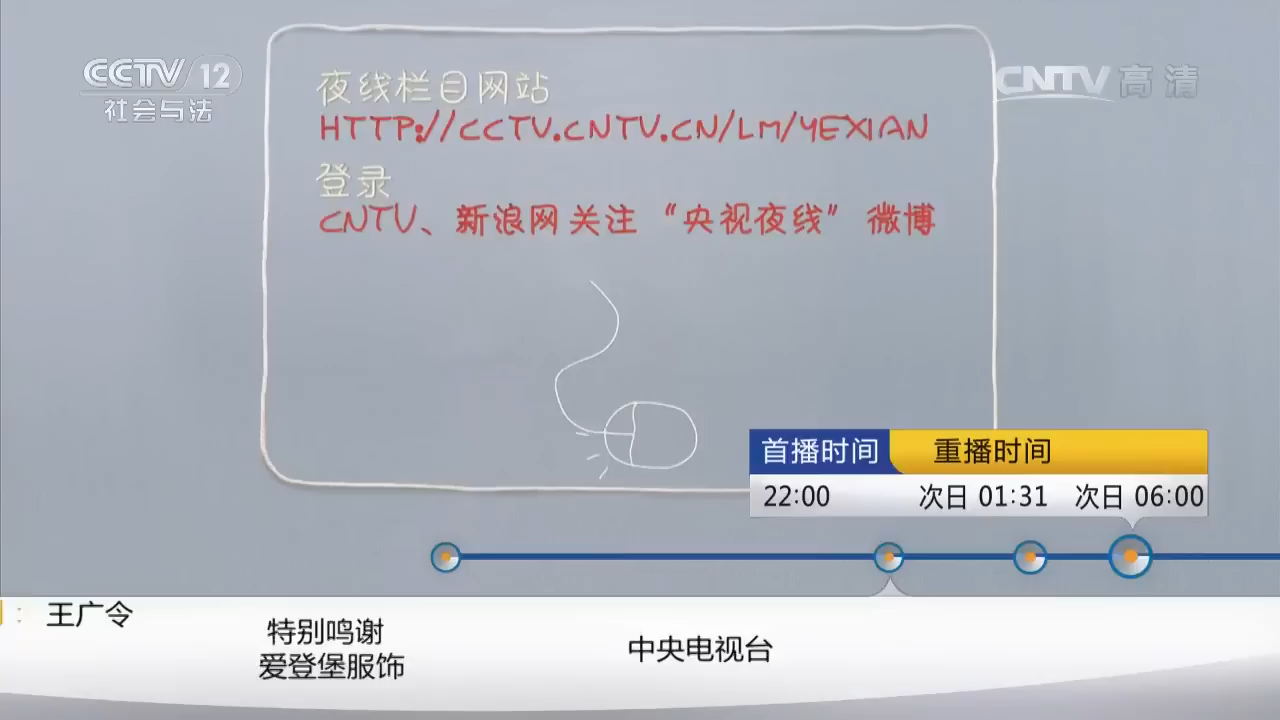 CCTV 12
社会与法
CNTV 高清
夜线栏目网站
HTTP://CCTV.CNTV.CN/LM/YEXIAN
登录
CNTV、新浪网关注“央视夜线”微博
首播时间 重播时间
22:00 次日 01:31 次日 06:00
: 王广令
特别鸣谢
爱登堡服饰
中央电视台